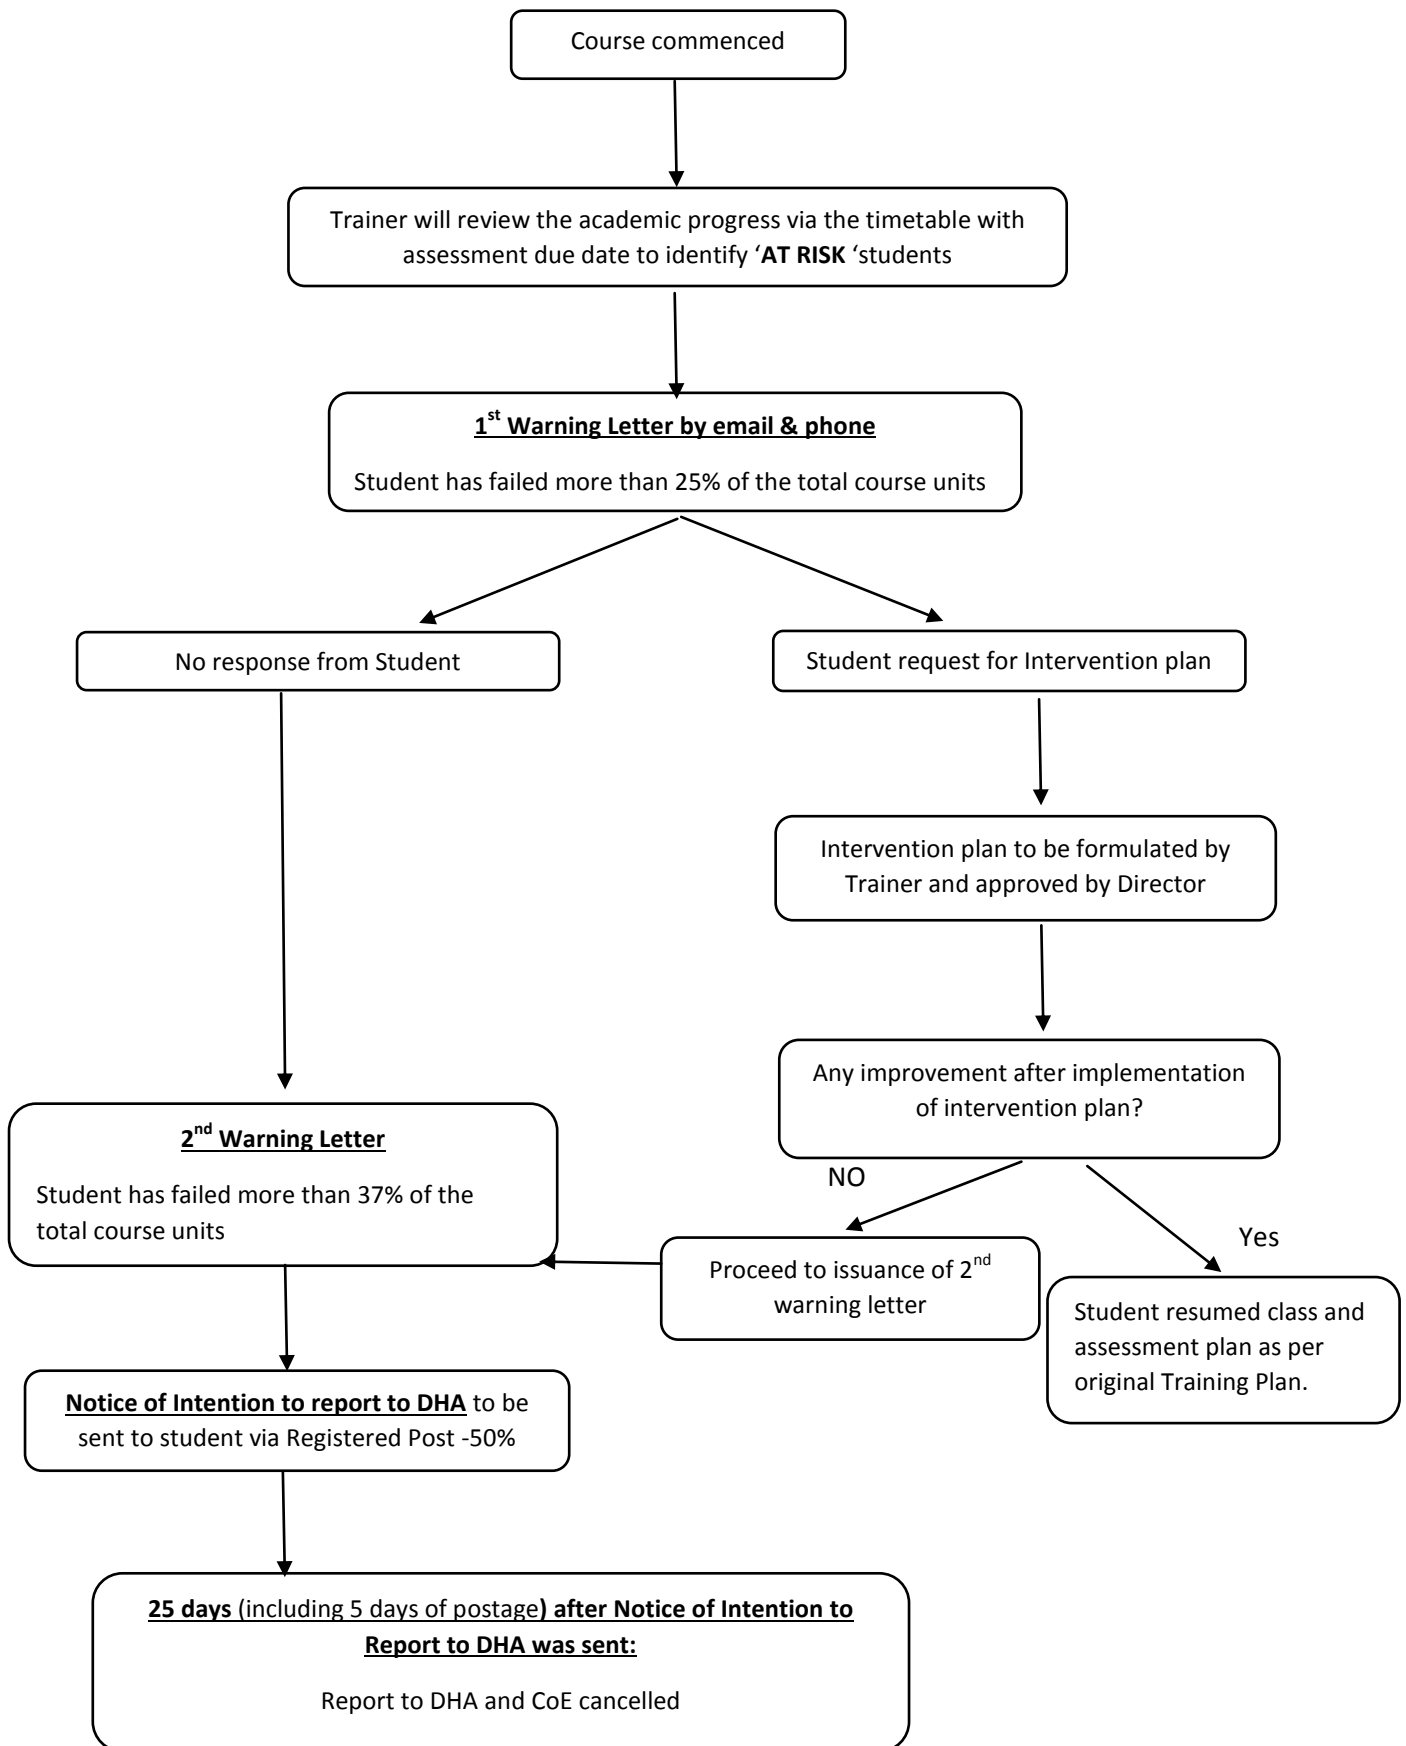 Course commenced
Trainer will review the academic progress via the timetable with
assessment due date to identify ‘AT RISK ‘students
1st Warning Letter by email & phone
Student has failed more than 25% of the total course units
No response from Student
Student request for Intervention plan
Intervention plan to be formulated by
Trainer and approved by Director
Any improvement after implementation
of intervention plan?
2nd Warning Letter
Student has failed more than 37% of the
total course units
NO
Yes
Proceed to issuance of 2nd
warning letter
Student resumed class and
assessment plan as per
original Training Plan.
Notice of Intention to report to DHA to be
sent to student via Registered Post -50%
25 days (including 5 days of postage) after Notice of Intention to
Report to DHA was sent:
Report to DHA and CoE cancelled